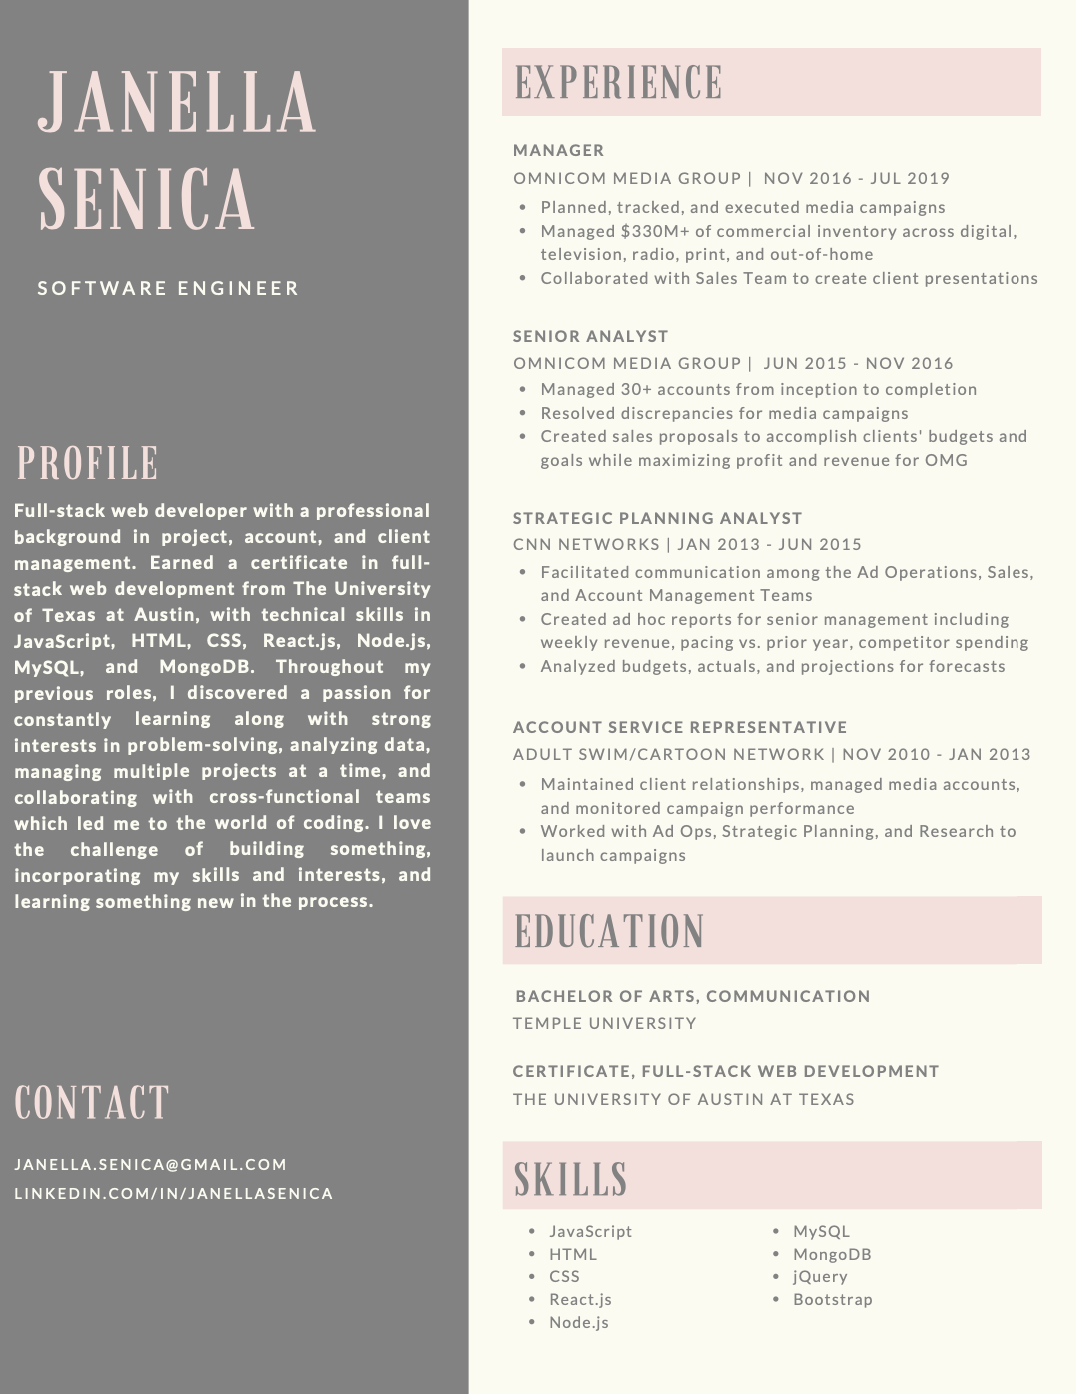 JANELLA
SENICA
SOFTWARE ENGINEER
PROFILE
Full-stack web developer with a professional
background in project, account, and client
management. Earned a certificate in full-
stack web development from The University
of Texas at Austin, with technical skills in
JavaScript, HTML, CSS, React.js, Node.js,
MySQL, and MongoDB. Throughout my
previous roles, I discovered a passion for
constantly learning along with strong
interests in problem-solving, analyzing data,
managing multiple projects at a time, and
collaborating with cross-functional teams
which led me to the world of coding. I love
the challenge of building something,
incorporating my skills and interests, and
learning something new in the process.
CONTACT
JANELLA.SENICA@GMAIL.COM
LINKEDIN.COM/IN/JANELLASENICA
EXPERIENCE
MANAGER
OMNICOM MEDIA GROUP | NOV 2016 - JUL 2019
• Planned, tracked, and executed media campaigns
• Managed $330M+ of commercial inventory across digital,
television, radio, print, and out-of-home
• Collaborated with Sales Team to create client presentations
SENIOR ANALYST
OMNICOM MEDIA GROUP | JUN 2015 - NOV 2016
• Managed 30+ accounts from inception to completion
• Resolved discrepancies for media campaigns
• Created sales proposals to accomplish clients' budgets and
goals while maximizing profit and revenue for OMG
STRATEGIC PLANNING ANALYST
CNN NETWORKS | JAN 2013 - JUN 2015
• Facilitated communication among the Ad Operations, Sales,
and Account Management Teams
• Created ad hoc reports for senior management including
weekly revenue, pacing vs. prior year, competitor spending
• Analyzed budgets, actuals, and projections for forecasts
ACCOUNT SERVICE REPRESENTATIVE
ADULT SWIM/CARTOON NETWORK | NOV 2010 - JAN 2013
• Maintained client relationships, managed media accounts,
and monitored campaign performance
• Worked with Ad Ops, Strategic Planning, and Research to
launch campaigns
EDUCATION
BACHELOR OF ARTS, COMMUNICATION
TEMPLE UNIVERSITY
CERTIFICATE, FULL-STACK WEB DEVELOPMENT
THE UNIVERSITY OF AUSTIN AT TEXAS
SKILLS
• JavaScript
• HTML
• CSS
• React.js
• Node.js
• MySQL
• MongoDB
• jQuery
• Bootstrap